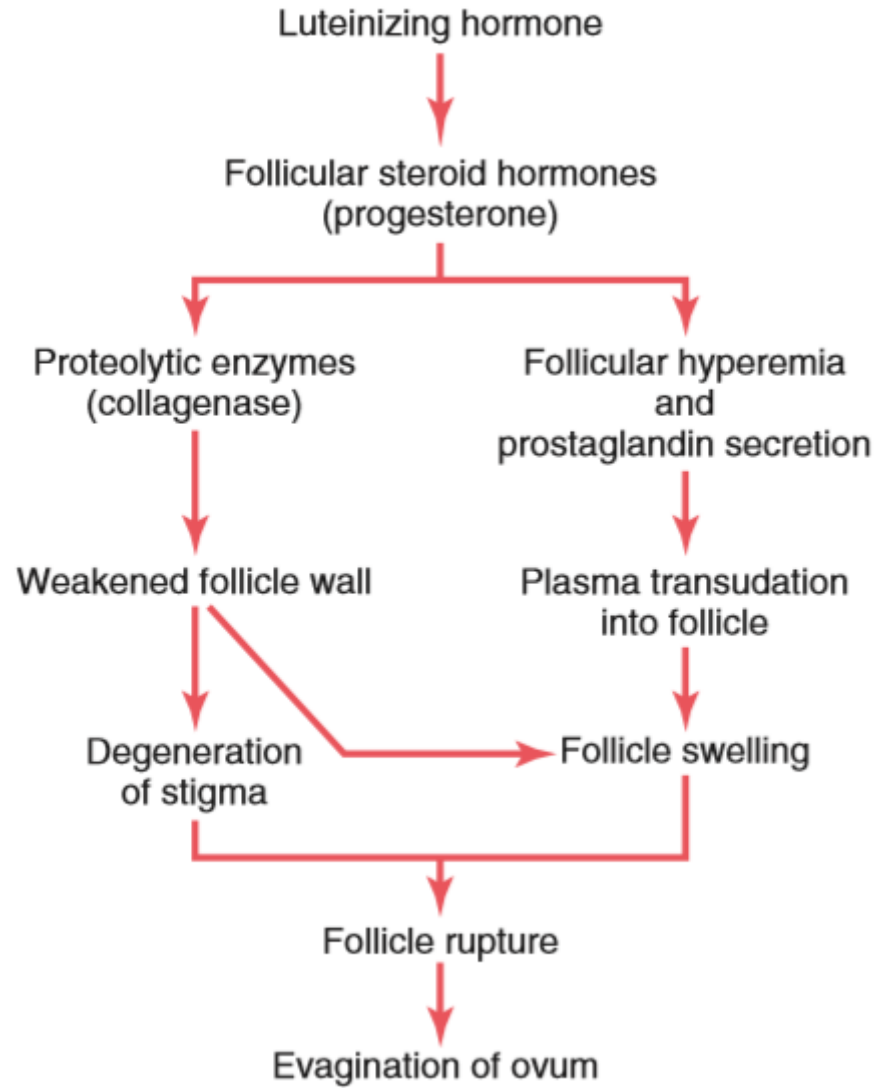 Luteinizing hormone
Follicular steroid hormones
(progesterone)
Proteolytic enzymes
(collagenase)
Follicular hyperemia
and
prostaglandin secretion
Weakened follicle wall
Plasma transudation
into follicle
Degeneration
of stigma
Follicle swelling
Follicle rupture
Evagination of ovum